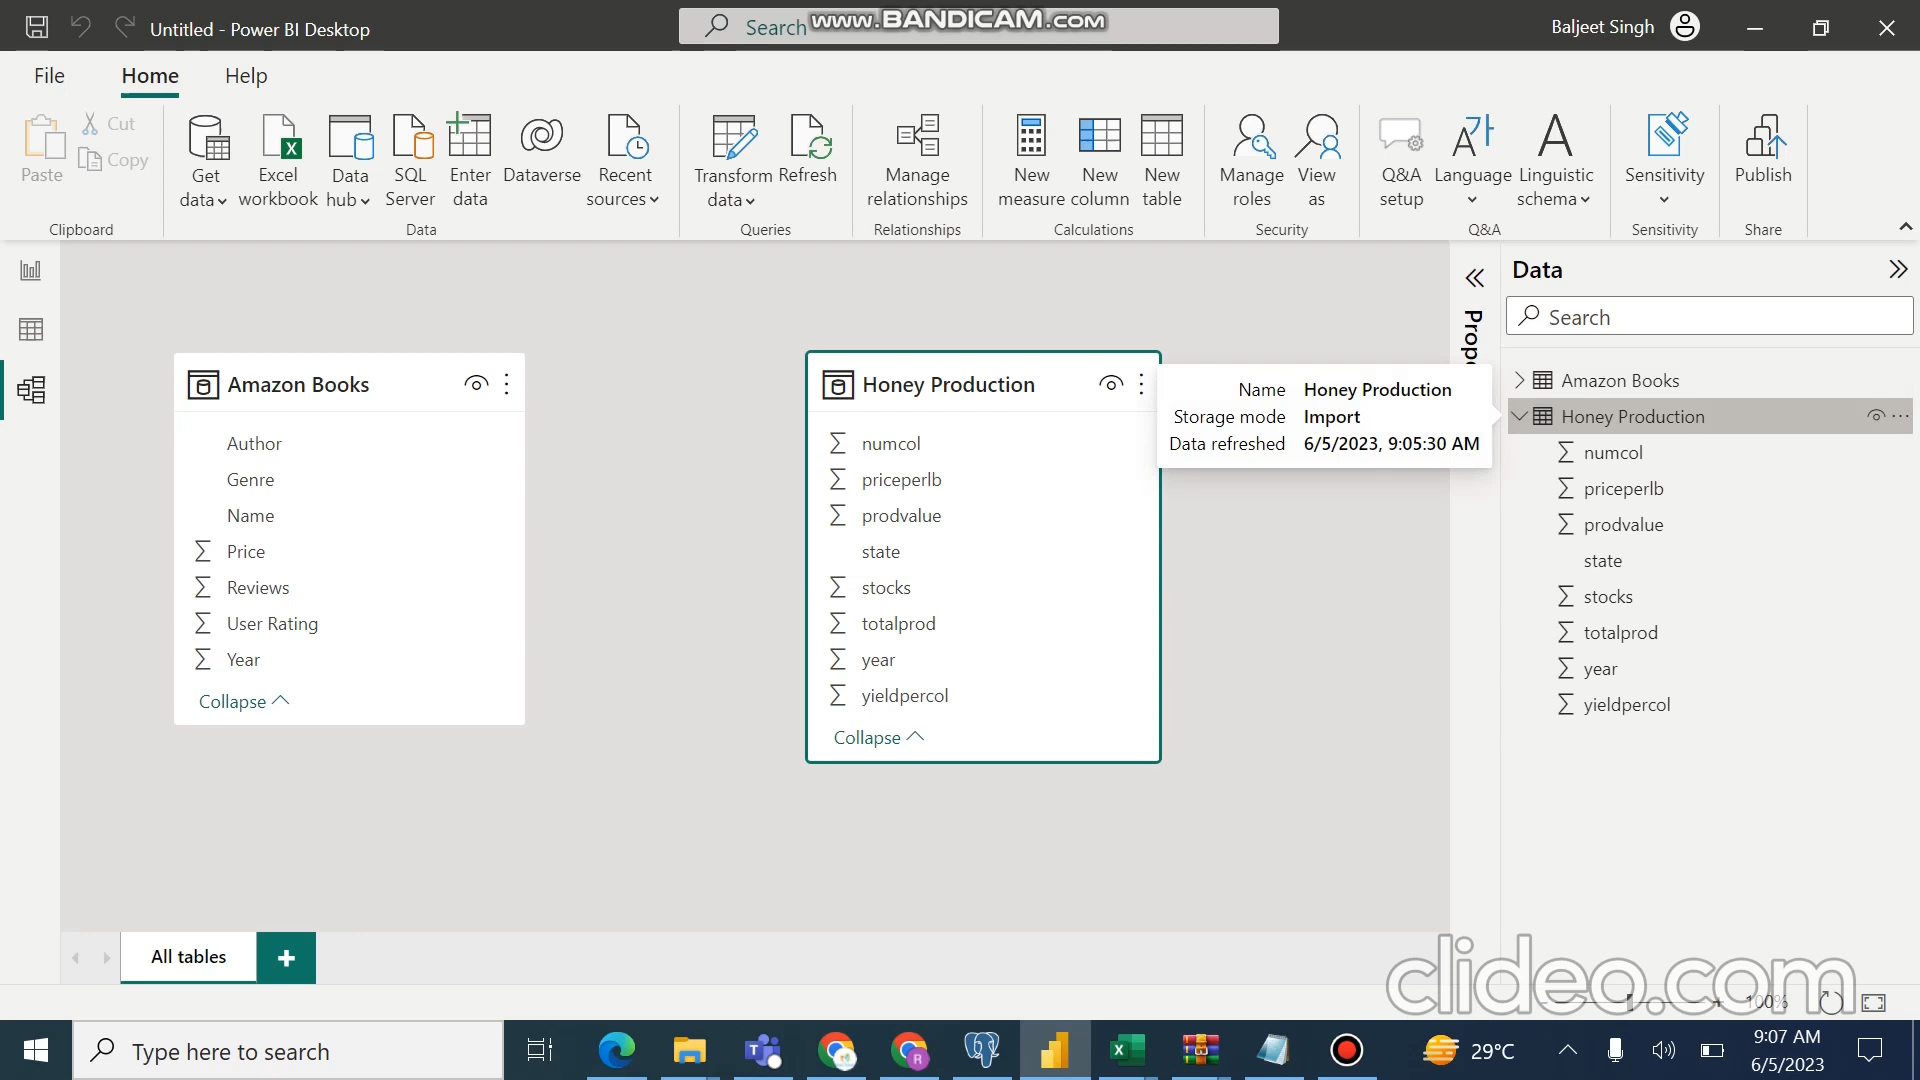 Untitled - Power BI Desktop
Search
www.BANDICAM.com
Baljeet Singh
File
Home
Help
Paste
Cut
Copy
Get data
Excel workbook
Data hub
SQL Server
Enter data
Dataverse
Recent sources
Transform data
Refresh
Manage relationships
New measure
New column
New table
Manage roles
View as
Q&A setup
Language
Linguistic schema
Sensitivity
Publish
Clipboard
Data
Queries
Relationships
Calculations
Security
Q&A
Sensitivity
Share
Amazon Books
Author
Genre
Name
Price
Reviews
User Rating
Year
Collapse
Honey Production
numcol
priceperlb
prodvalue
state
stocks
totalprod
year
yieldpercol
Collapse
Name Honey Production
Storage mode Import
Data refreshed 6/5/2023, 9:05:30 AM
Prope
Data
Search
Amazon Books
Honey Production
numcol
priceperlb
prodvalue
state
stocks
totalprod
year
yieldpercol
All tables
100%
clideo.com
Type here to search
29°C
9:07 AM
6/5/2023